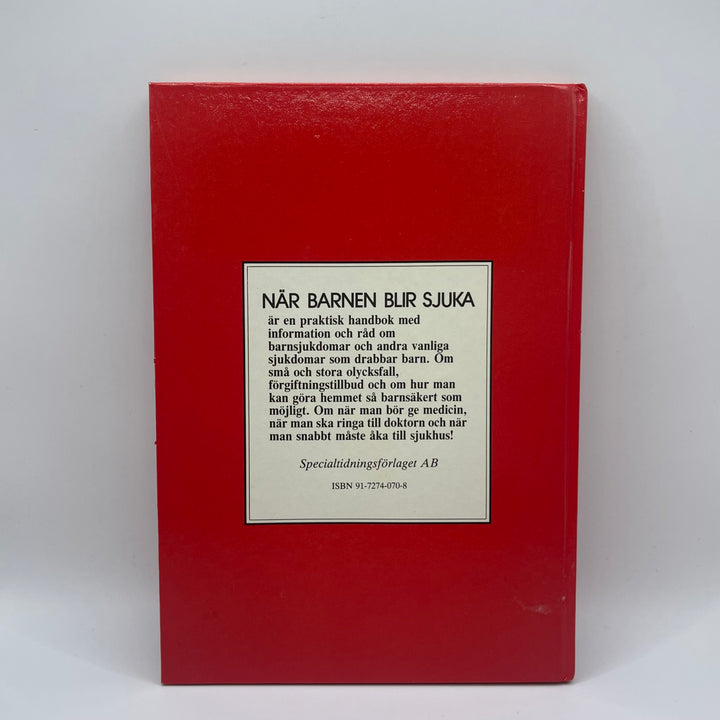 NÄR BARNEN BLIR SJUKA
är en praktisk handbok med
information och råd om
barnsjukdomar och andra vanliga
sjukdomar som drabbar barn. Om
små och stora olycksfall,
förgiftningstillbud och om hur man
kan göra hemmet så barnsäkert som
möjligt. Om när man bör ge medicin,
när man ska ringa till doktorn och när
man snabbt måste åka till sjukhus!
Specialtidningsförlaget AB
ISBN 91-7274-070-8